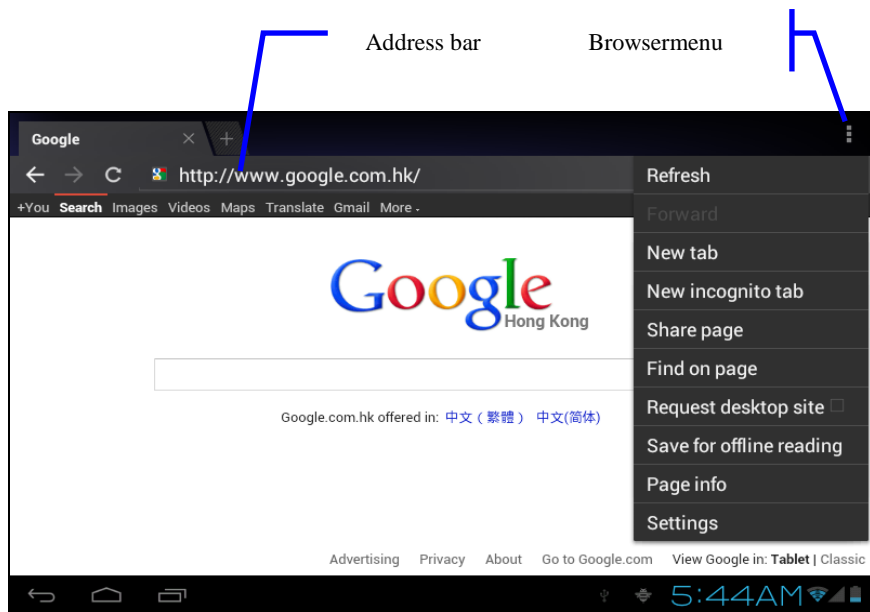 Address bar
Browsermenu
Google
http://www.google.com.hk/
+You Search Images Videos Maps Translate Gmail More
Google
Hong Kong
Google.com.hk offered in: 中文（繁體） 中文(简体)
Refresh
Forward
New tab
New incognito tab
Share page
Find on page
Request desktop site
Save for offline reading
Page info
Settings
Advertising Privacy About Go to Google.com View Google in: Tablet | Classic
5:44AM